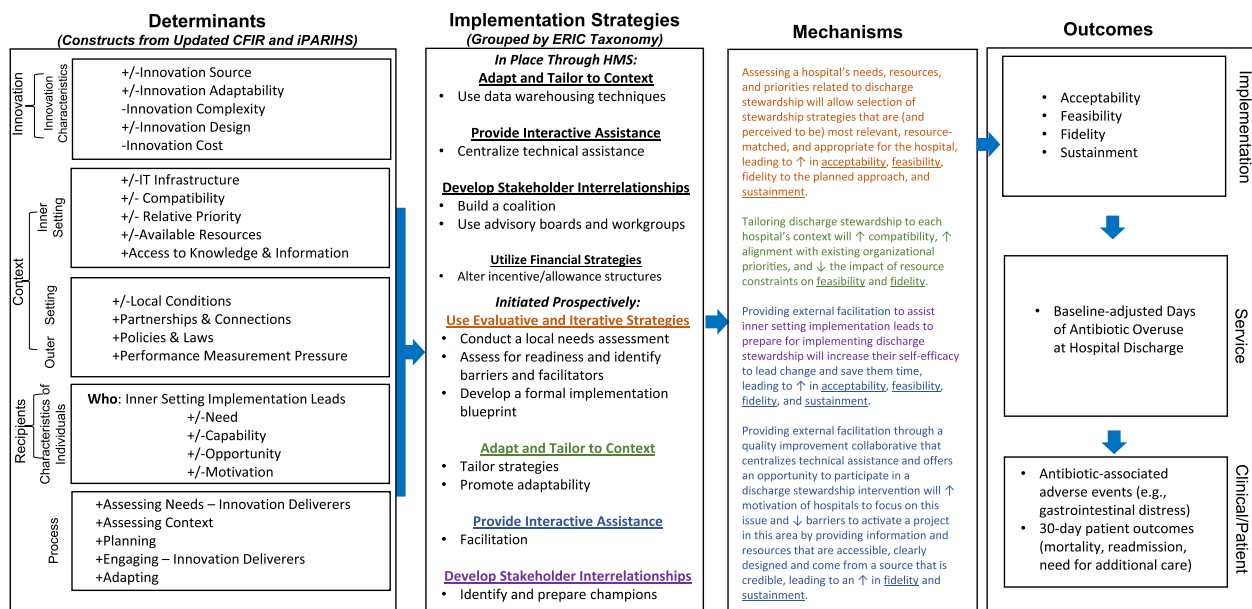 Determinants
(Constructs from Updated CFIR and iPARIHS)
Innovation
Innovation
Characteristics
+/-Innovation Source
+/-Innovation Adaptability
-Innovation Complexity
+/-Innovation Design
-Innovation Cost
Context
Inner
Setting
+/-IT Infrastructure
+/- Compatibility
+/- Relative Priority
+/-Available Resources
+Access to Knowledge & Information
Outer Setting
+/-Local Conditions
+Partnerships & Connections
+Policies & Laws
+Performance Measurement Pressure
Recipients
Characteristics of
Individuals
Who: Inner Setting Implementation Leads
+/-Need
+/-Capability
+/-Opportunity
+/-Motivation
Process
+Assessing Needs – Innovation Deliverers
+Assessing Context
+Planning
+Engaging – Innovation Deliverers
+Adapting
Implementation Strategies
(Grouped by ERIC Taxonomy)
In Place Through HMS:
Adapt and Tailor to Context
• Use data warehousing techniques
Provide Interactive Assistance
• Centralize technical assistance
Develop Stakeholder Interrelationships
• Build a coalition
• Use advisory boards and workgroups
Utilize Financial Strategies
• Alter incentive/allowance structures
Initiated Prospectively:
Use Evaluative and Iterative Strategies
• Conduct a local needs assessment
• Assess for readiness and identify
barriers and facilitators
• Develop a formal implementation
blueprint
Adapt and Tailor to Context
• Tailor strategies
• Promote adaptability
Provide Interactive Assistance
• Facilitation
Develop Stakeholder Interrelationships
• Identify and prepare champions
Mechanisms
Assessing a hospital's needs, resources,
and priorities related to discharge
stewardship will allow selection of
stewardship strategies that are (and
perceived to be) most relevant, resource-
matched, and appropriate for the hospital,
leading to ↑ in acceptability, feasibility,
fidelity to the planned approach, and
sustainment.
Tailoring discharge stewardship to each
hospital's context will ↑ compatibility, ↑
alignment with existing organizational
priorities, and ↓ the impact of resource
constraints on feasibility and fidelity.
Providing external facilitation to assist
inner setting implementation leads to
prepare for implementing discharge
stewardship will increase their self-efficacy
to lead change and save them time,
leading to ↑ in acceptability, feasibility,
fidelity, and sustainment.
Providing external facilitation through a
quality improvement collaborative that
centralizes technical assistance and offers
an opportunity to participate in a
discharge stewardship intervention will ↑
motivation of hospitals to focus on this
issue and ↓ barriers to activate a project
in this area by providing information and
resources that are accessible, clearly
designed and come from a source that is
credible, leading to an ↑ in fidelity and
sustainment.
Outcomes
• Acceptability
• Feasibility
• Fidelity
• Sustainment
Implementation
• Baseline-adjusted Days
of Antibiotic Overuse
at Hospital Discharge
Service
• Antibiotic-associated
adverse events (e.g.,
gastrointestinal distress)
• 30-day patient outcomes
(mortality, readmission,
need for additional care)
Clinical/Patient